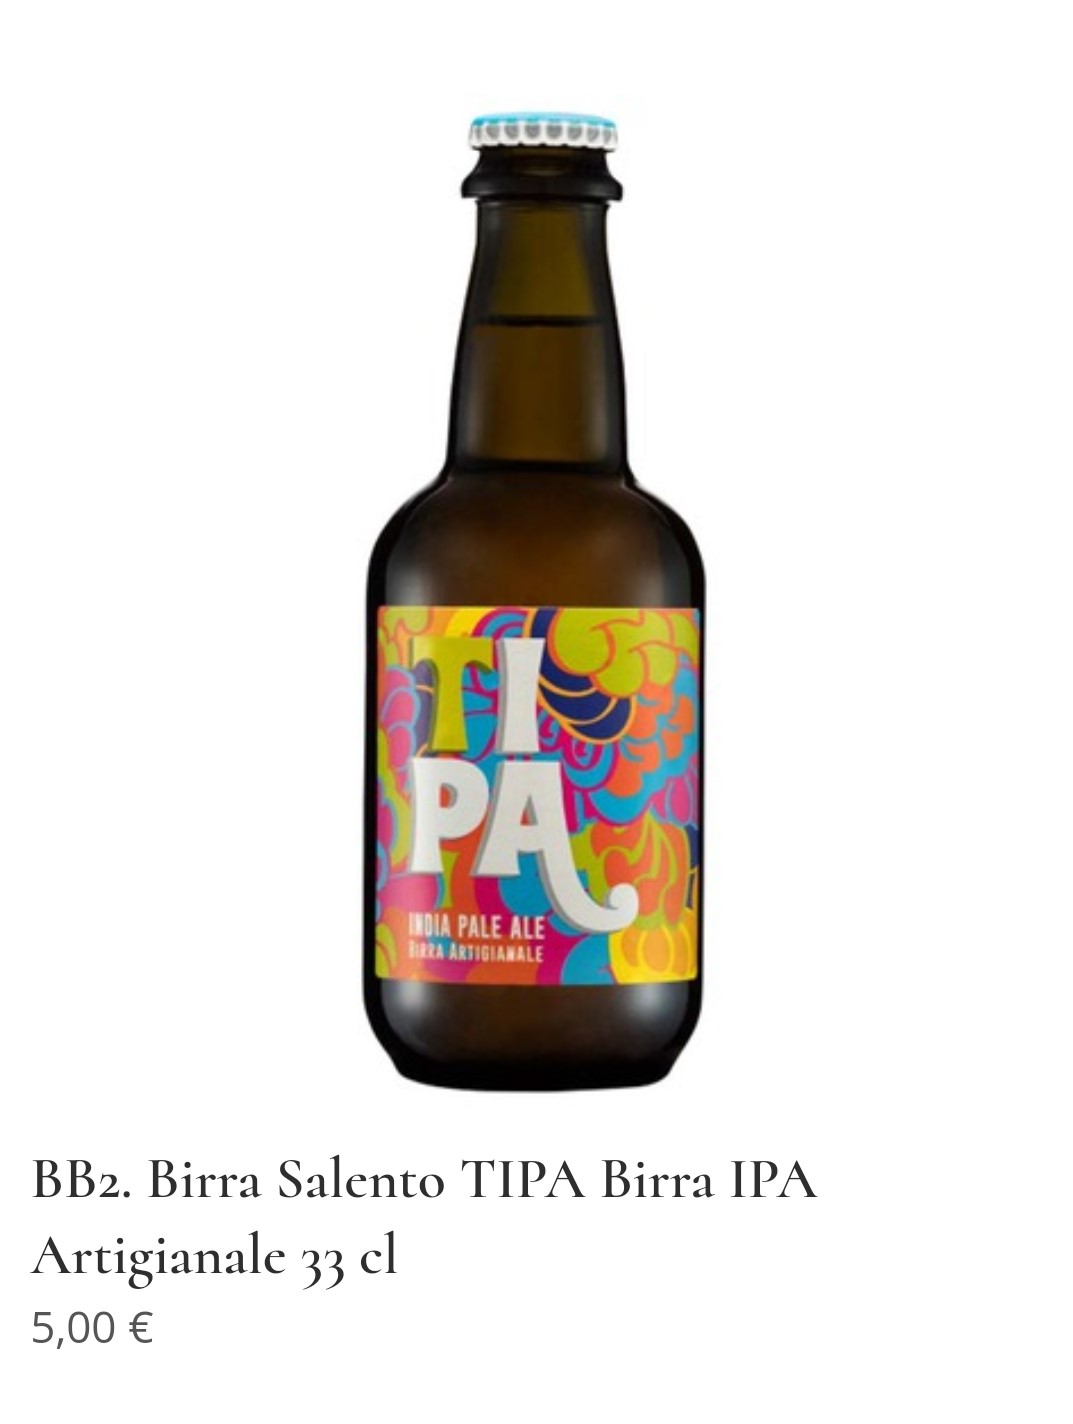 TI
PA
INDIA PALE ALE
BIRRA ARTIGIANALE
BB2. Birra Salento TIPA Birra IPA
Artigianale 33 cl
5,00 €